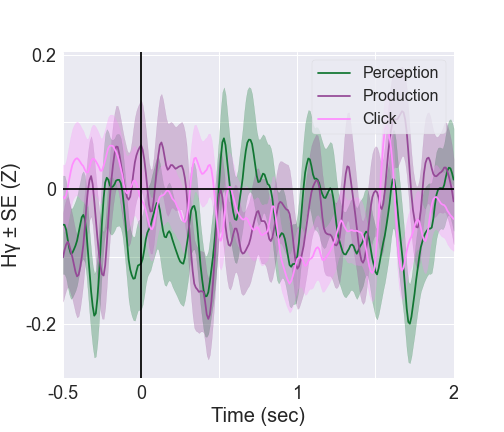 0.2
Perception
Production
Click
Hγ ± SE (Z)
0
-0.2
-0.5
0
1
2
Time (sec)